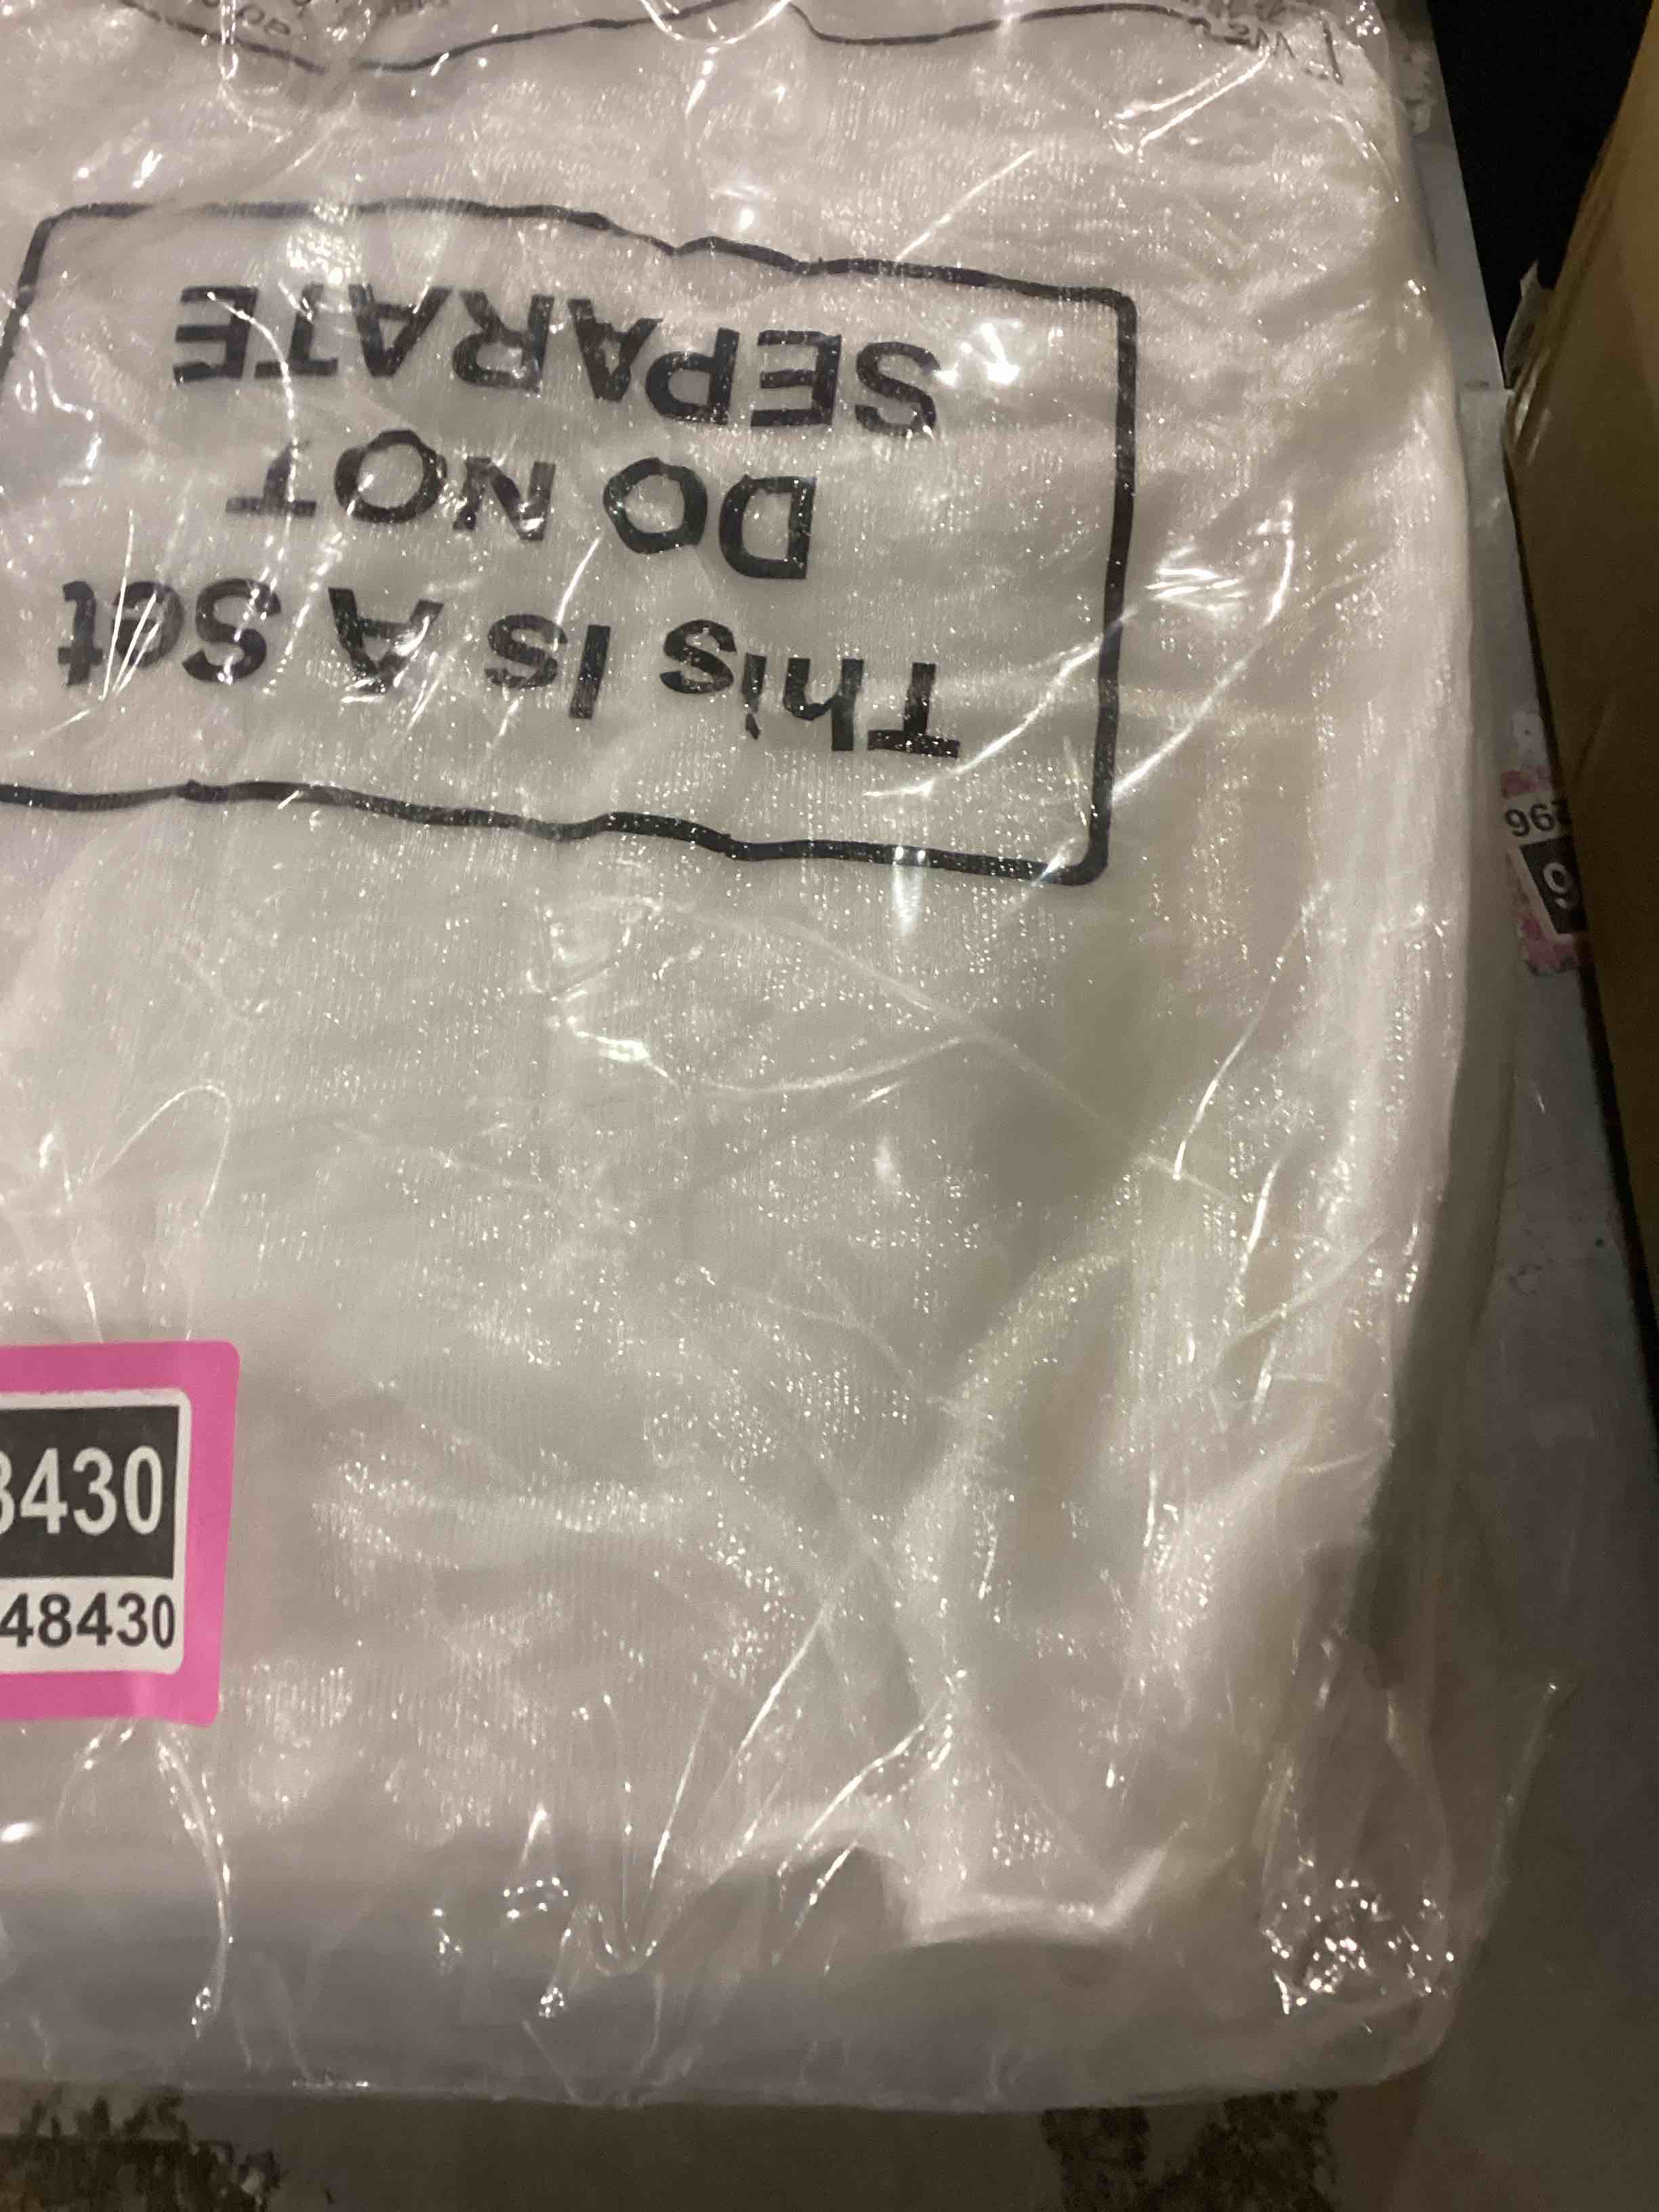 This Is A Set
DO NOT
SEPARATE
3430
48430